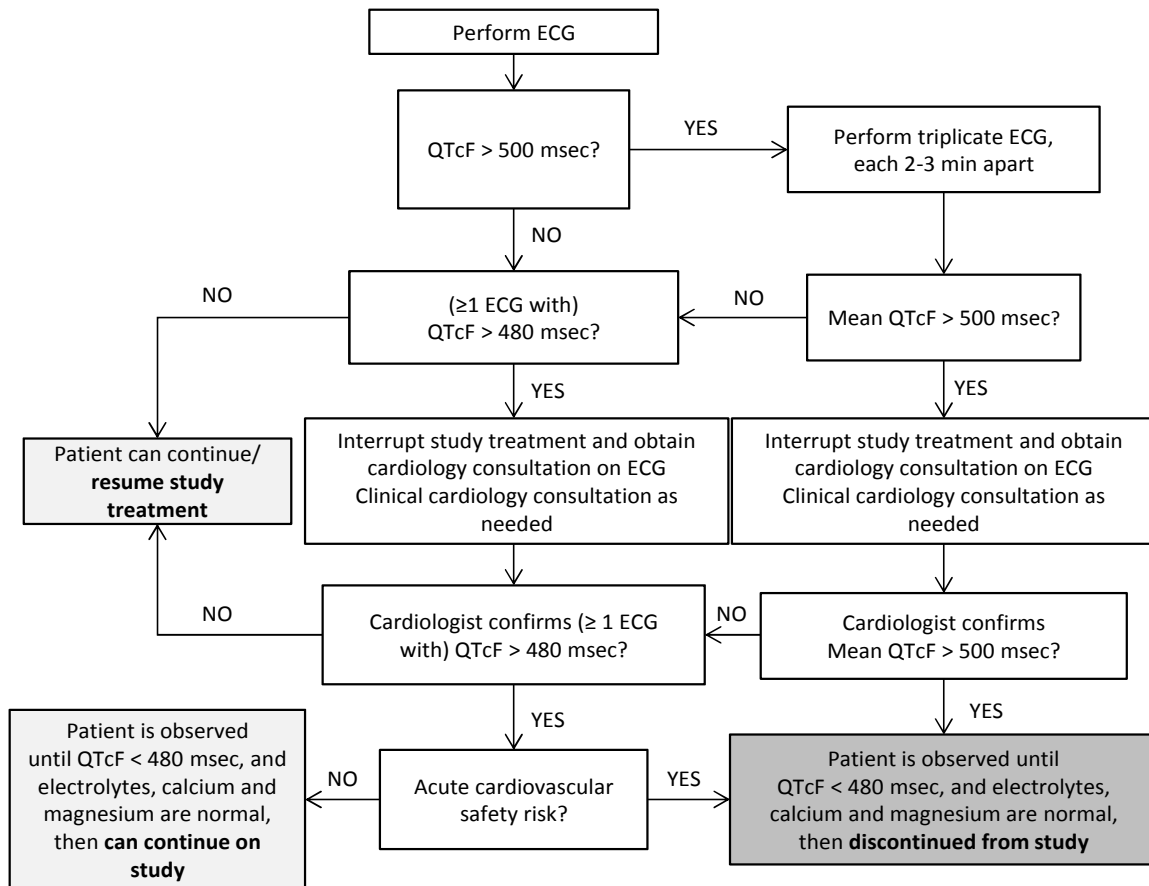 Perform ECG
QTcF > 500 msec?
YES
Perform triplicate ECG,
each 2-3 min apart
NO
NO
(≥1 ECG with)
QTcF > 480 msec?
NO
Mean QTcF > 500 msec?
YES
YES
Patient can continue/
resume study
treatment
Interrupt study treatment and obtain
cardiology consultation on ECG
Clinical cardiology consultation as
needed
Interrupt study treatment and obtain
cardiology consultation on ECG
Clinical cardiology consultation as
needed
NO
Cardiologist confirms (≥ 1 ECG
with) QTcF > 480 msec?
NO
Cardiologist confirms
Mean QTcF > 500 msec?
YES
YES
Patient is observed
until QTcF < 480 msec, and
electrolytes, calcium and
magnesium are normal,
then can continue on
study
NO
Acute cardiovascular
safety risk?
YES
Patient is observed until
QTcF < 480 msec, and electrolytes,
calcium and magnesium are normal,
then discontinued from study